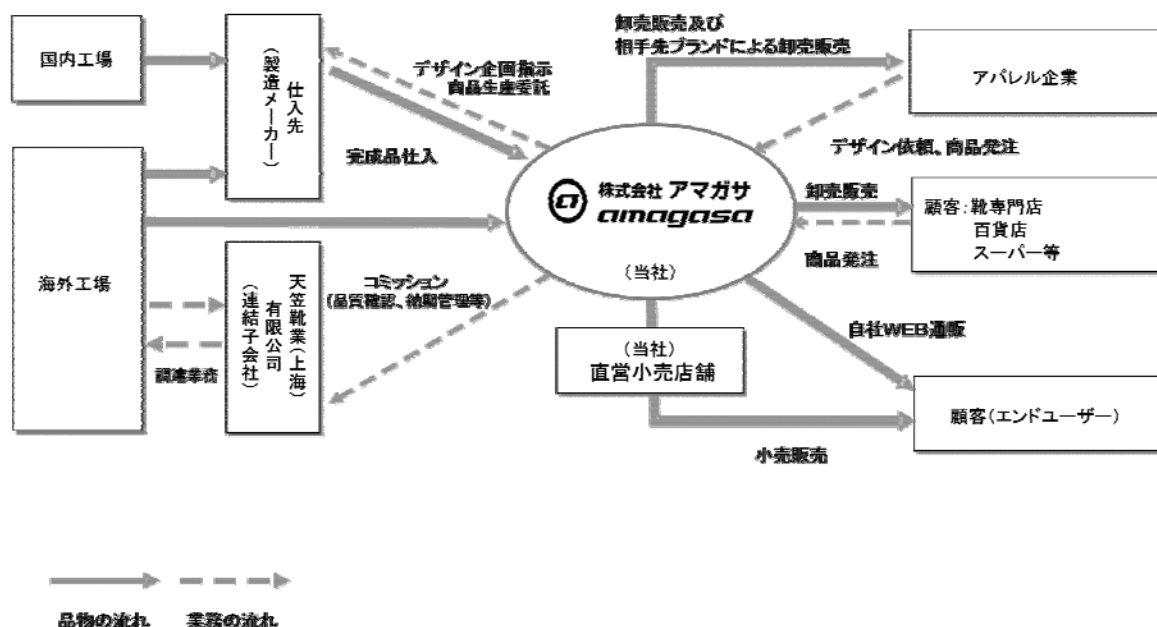 国内工場
仕入先
(製造メーカー)
デザイン企画指示
商品生産委託
卸売販売及び
相手先ブランドによる卸売販売
アパレル企業
デザイン依頼、商品発注
完成品仕入
株式会社 アマガサ
amagasa
(当社)
卸売販売
商品発注
顧客:靴専門店
百貨店
スーパー等
海外工場
調達業務
天笠靴業(上海)
有限公司
(連結子会社)
コミッション
(品質確認、納期管理等)
(当社)
直営小売店舗
自社WEB通販
顧客(エンドユーザー)
小売販売
品物の流れ
業務の流れ